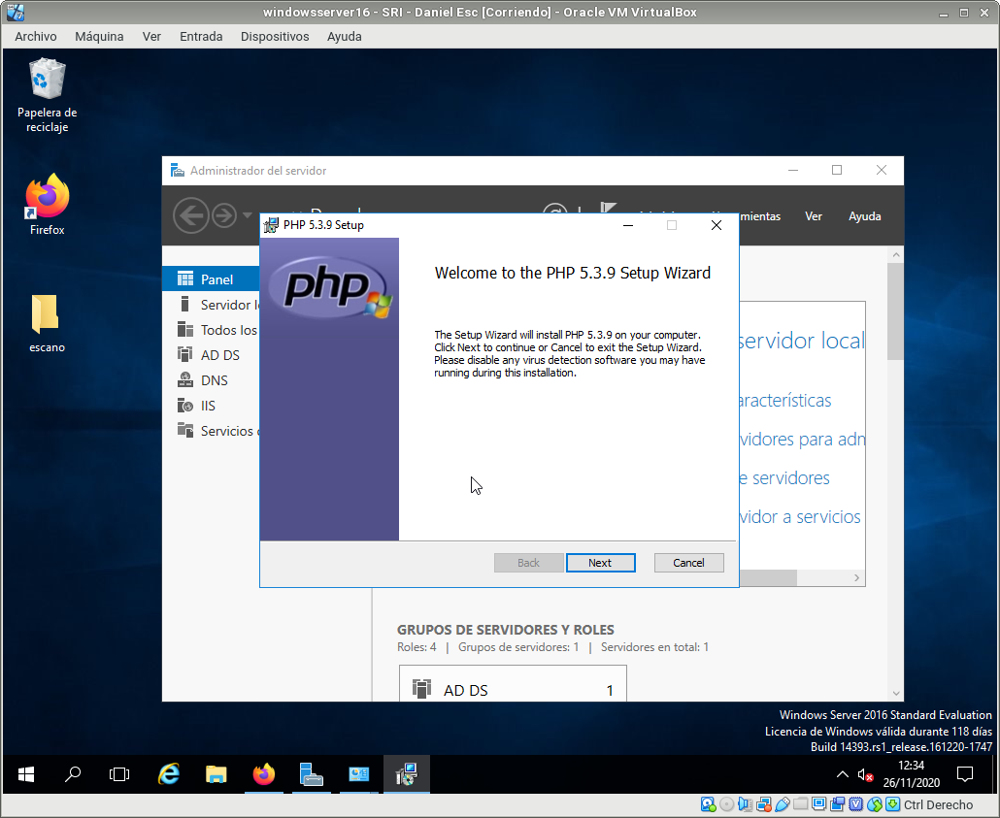 windowsserver16 - SRI - Daniel Esc [Corriendo] - Oracle VM VirtualBox
Archivo Máquina Ver Entrada Dispositivos Ayuda
Papelera de
reciclaje
Firefox
escano
Administrador del servidor
mientas Ver Ayuda
PHP 5.3.9 Setup
php
Welcome to the PHP 5.3.9 Setup Wizard
The Setup Wizard will install PHP 5.3.9 on your computer.
Click Next to continue or Cancel to exit the Setup Wizard.
Please disable any virus detection software you may have
running during this installation.
Back Next Cancel
Panel
Servidor l
Todos los
AD DS
DNS
IIS
Servicios
servidor local
aracterísticas
vidores para adm
e servidores
vidor a servicios
GRUPOS DE SERVIDORES Y ROLES
Roles: 4 | Grupos de servidores: 1 | Servidores en total: 1
AD DS 1
Windows Server 2016 Standard Evaluation
Licencia de Windows válida durante 118 días
Build 14393.rs1_release.161220-1747
12:34
26/11/2020
Ctrl Derecho